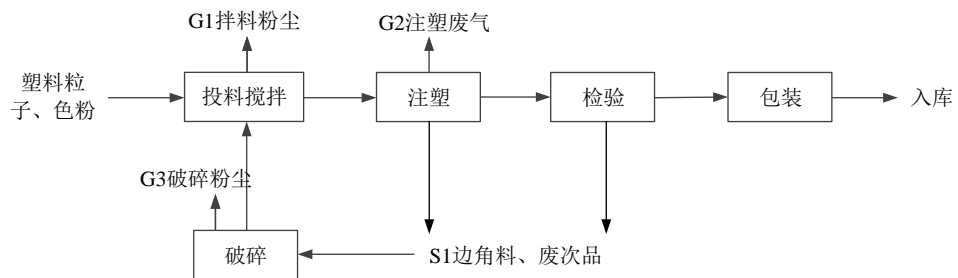 G1拌料粉尘
G2注塑废气
塑料粒
子、色粉
投料搅拌
注塑
检验
包装
入库
G3破碎粉尘
破碎
S1边角料、废次品